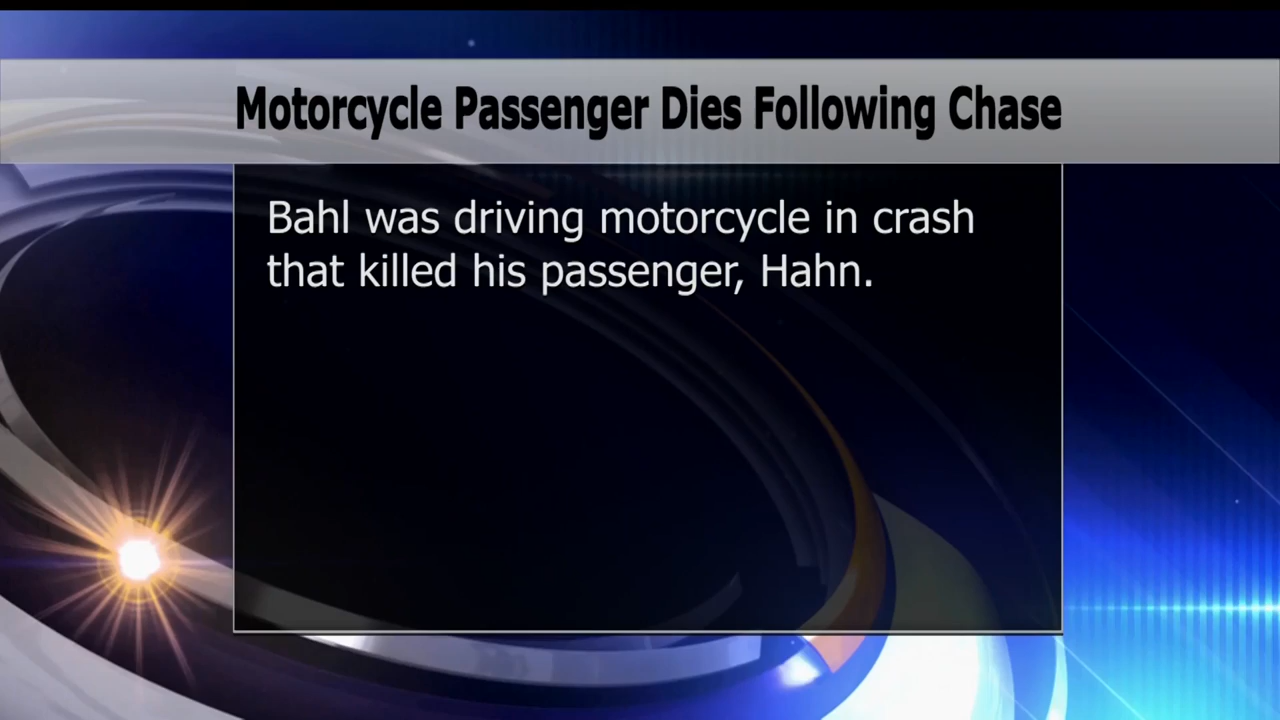 Motorcycle Passenger Dies Following Chase
Bahl was driving motorcycle in crash
that killed his passenger, Hahn.